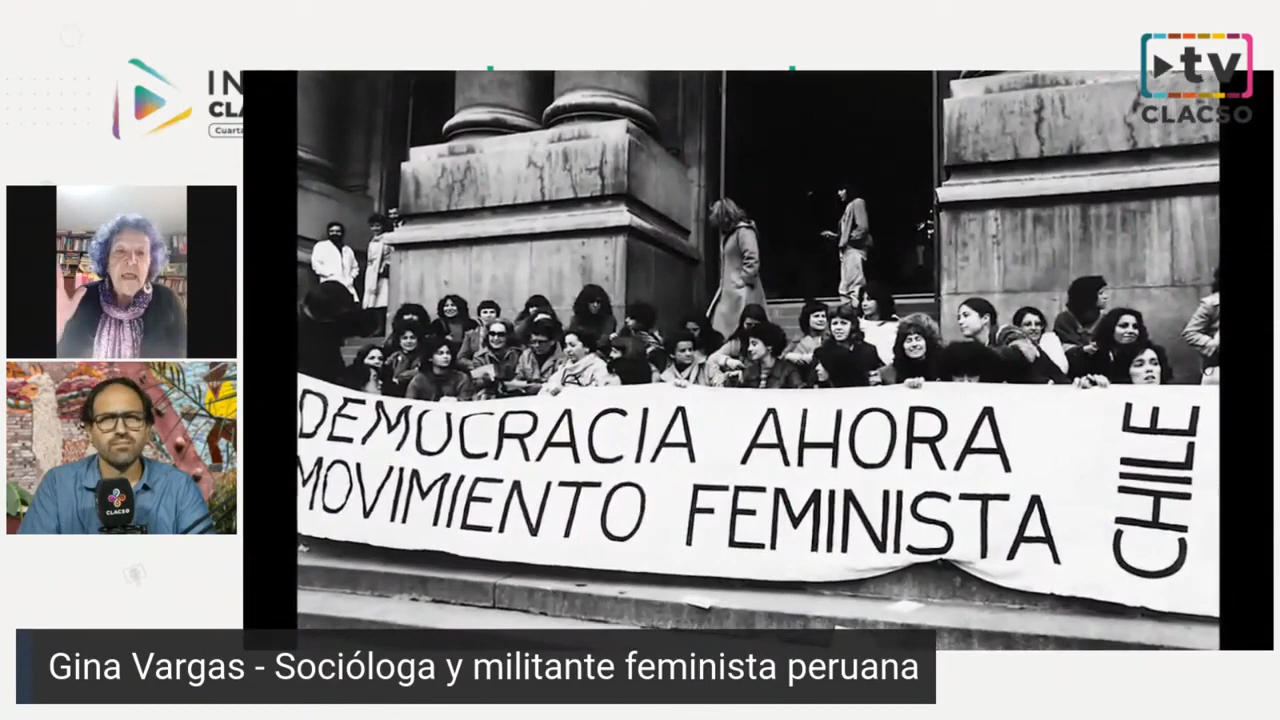 tv
CLACSO
DEMOCRACIA AHORA
MOVIMIENTO FEMINISTA
CHILE
CLACSO
Gina Vargas - Socióloga y militante feminista peruana